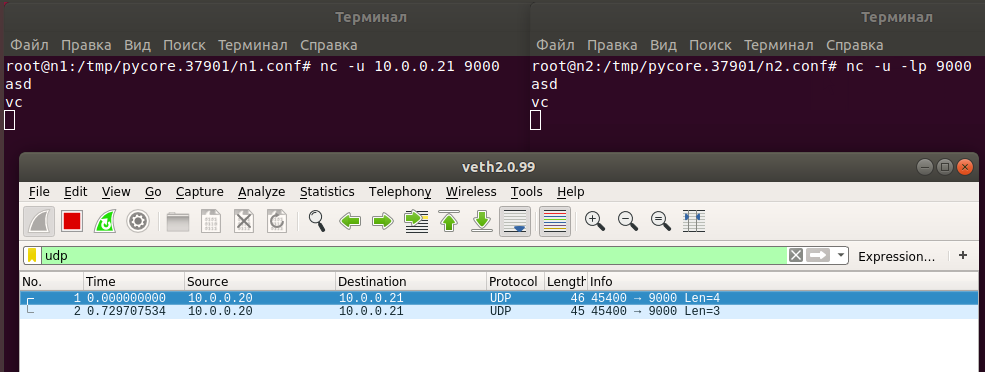 Терминал
Файл Правка Вид Поиск Терминал Справка
root@n1:/tmp/pycore.37901/n1.conf# nc -u 10.0.0.21 9000
asd
vc
Терминал
Файл Правка Вид Поиск Терминал Справка
root@n2:/tmp/pycore.37901/n2.conf# nc -u -lp 9000
asd
vc
veth2.0.99
File Edit View Go Capture Analyze Statistics Telephony Wireless Tools Help
udp Expression… +
No. Time Source Destination Protocol Length Info
1 0.000000000 10.0.0.20 10.0.0.21 UDP 46 45400 → 9000 Len=4
2 0.729707534 10.0.0.20 10.0.0.21 UDP 45 45400 → 9000 Len=3